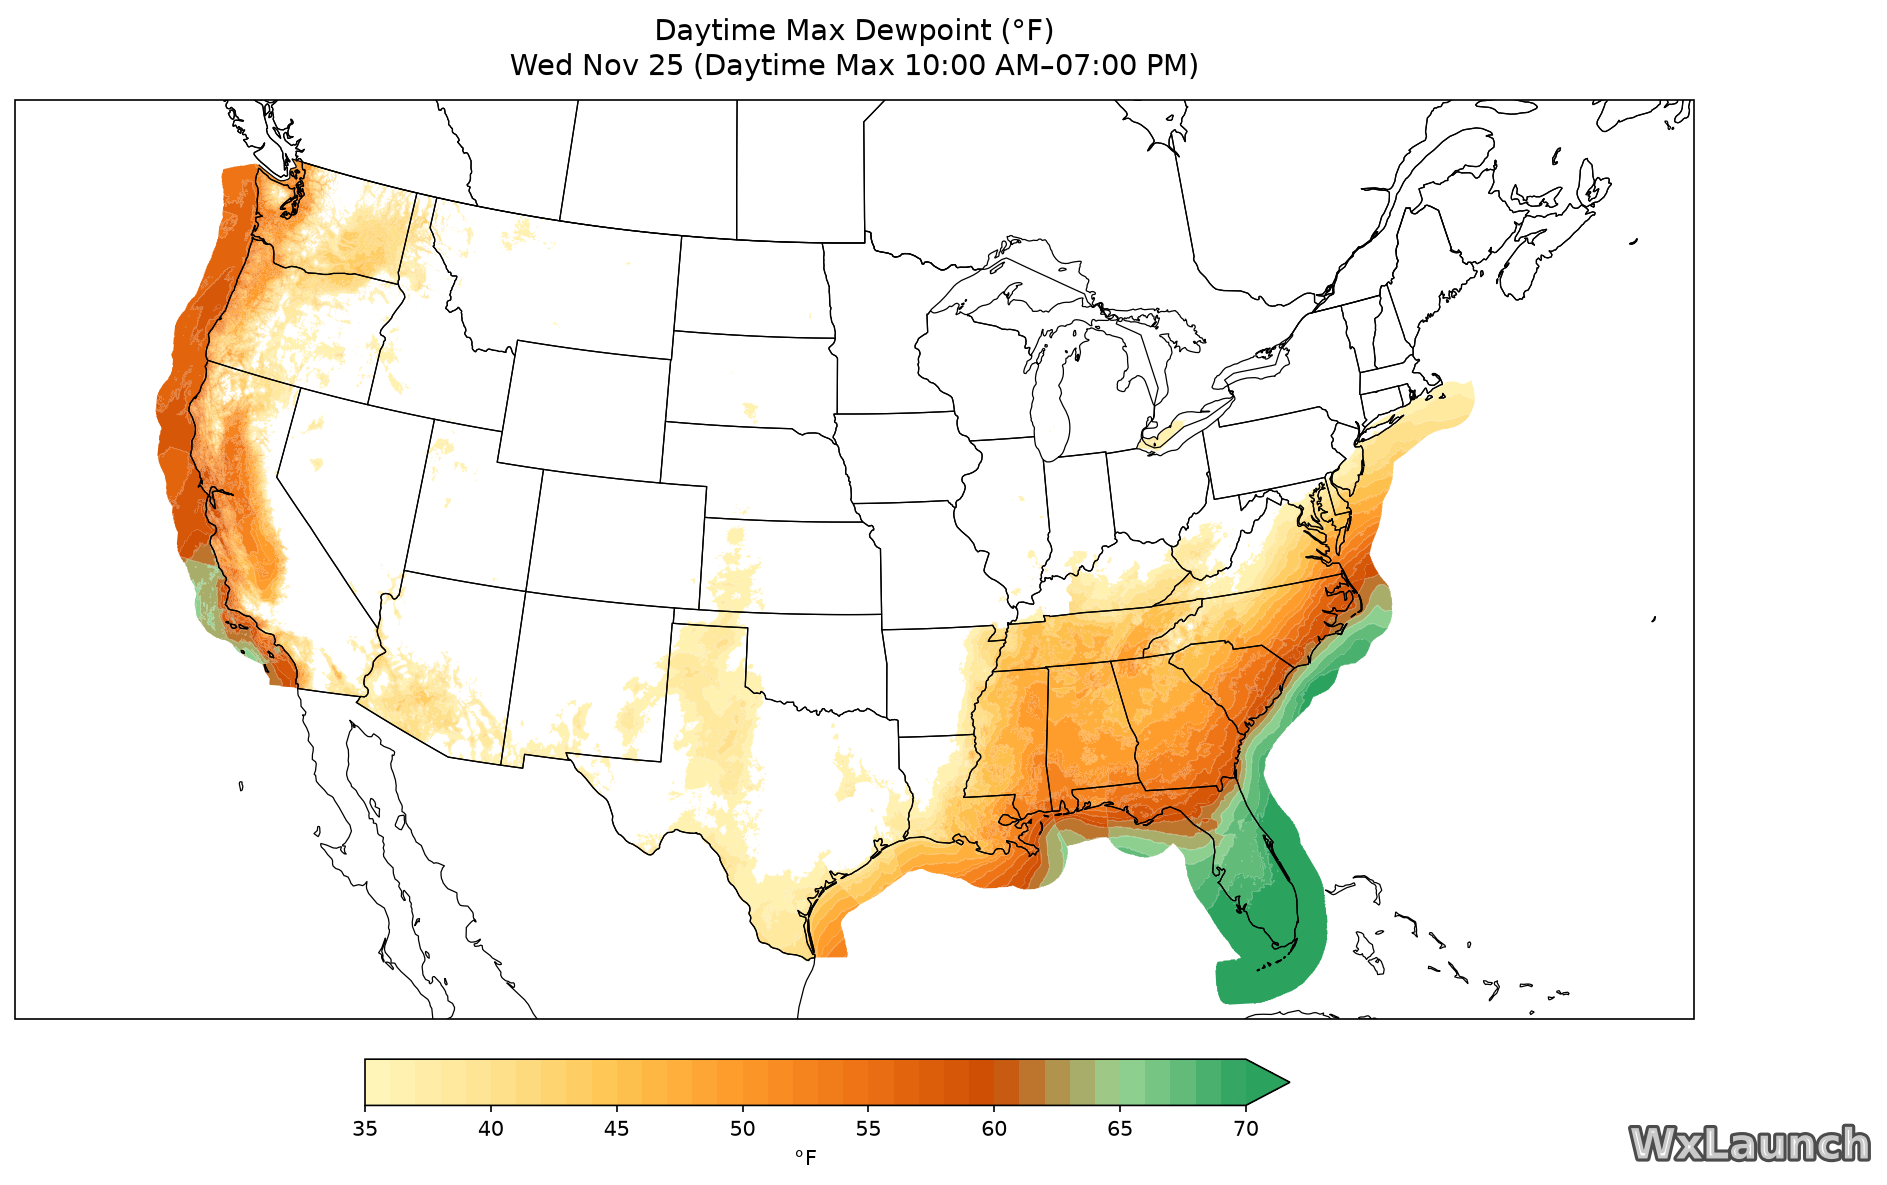 Daytime Max Dewpoint (°F)
Wed Nov 25 (Daytime Max 10:00 AM–07:00 PM)
35 40 45 50 55 60 65 70
°F
WxLaunch